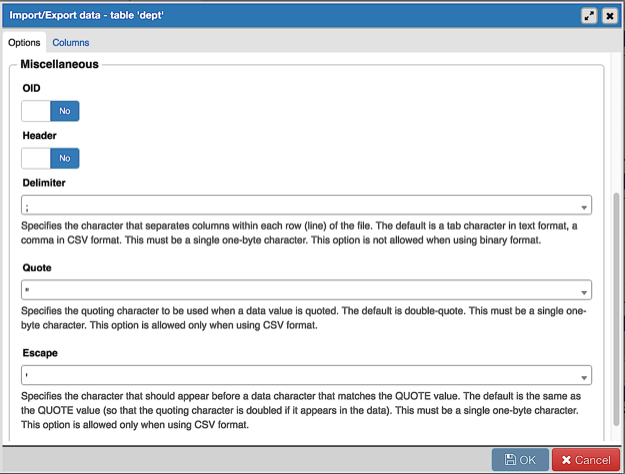 Import/Export data - table 'dept'
Options Columns
Miscellaneous
OID
No
Header
No
Delimiter
;
Specifies the character that separates columns within each row (line) of the file. The default is a tab character in text format, a
comma in CSV format. This must be a single one-byte character. This option is not allowed when using binary format.
Quote
"
Specifies the quoting character to be used when a data value is quoted. The default is double-quote. This must be a single one-
byte character. This option is allowed only when using CSV format.
Escape
'
Specifies the character that should appear before a data character that matches the QUOTE value. The default is the same as
the QUOTE value (so that the quoting character is doubled if it appears in the data). This must be a single one-byte character.
This option is allowed only when using CSV format.
OK Cancel